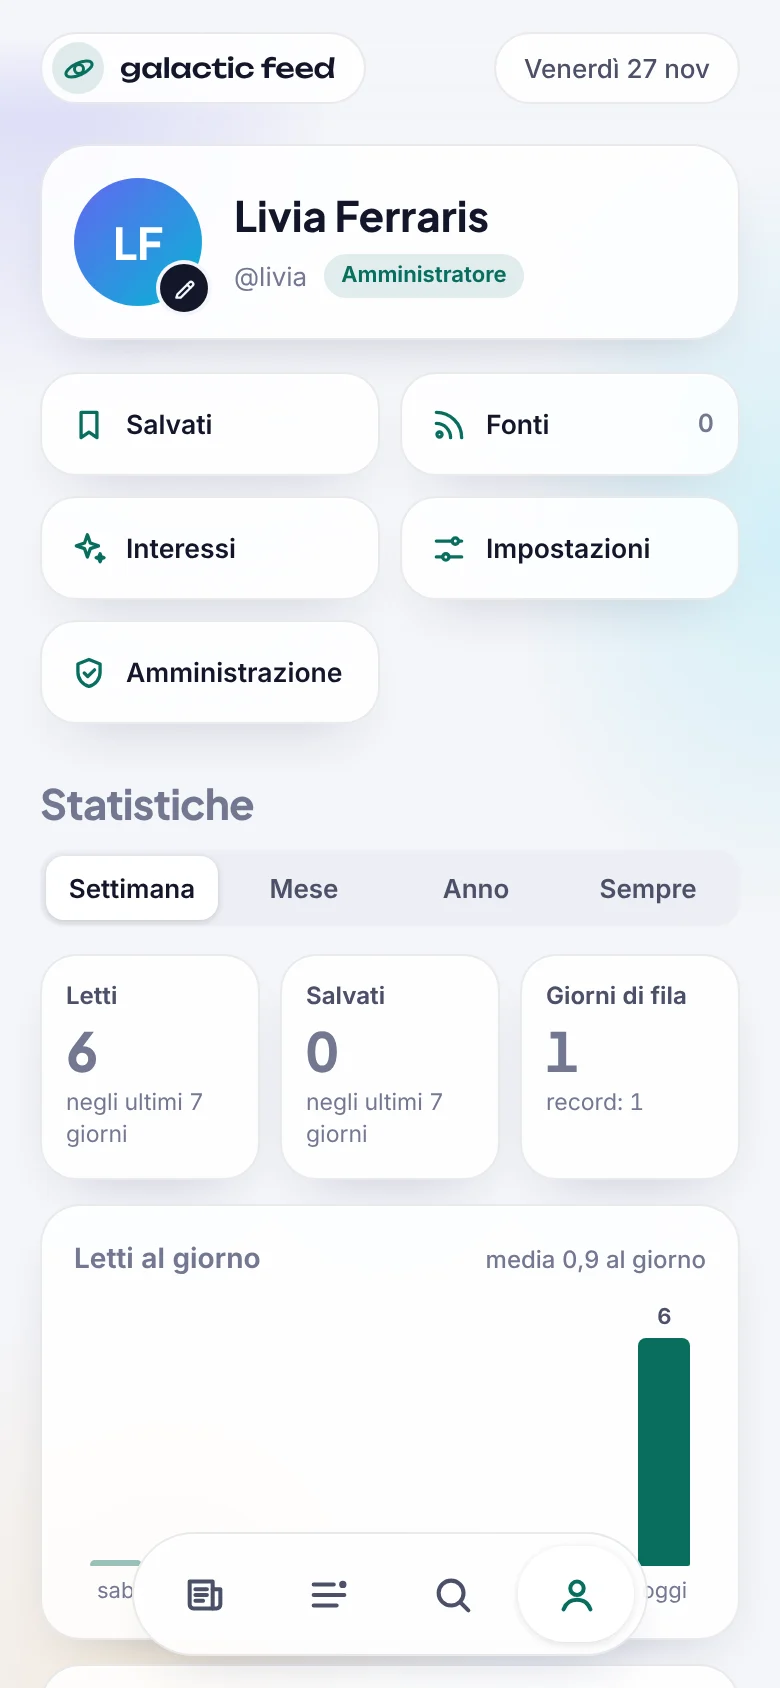 galactic feed
Venerdì 27 nov
LF
Livia Ferraris
@livia
Amministratore
Salvati
Fonti
0
Interessi
Impostazioni
Amministrazione
Statistiche
Settimana
Mese
Anno
Sempre
Letti
6
negli ultimi 7
giorni
Salvati
0
negli ultimi 7
giorni
Giorni di fila
1
record: 1
Letti al giorno
media 0,9 al giorno
6
sab
oggi